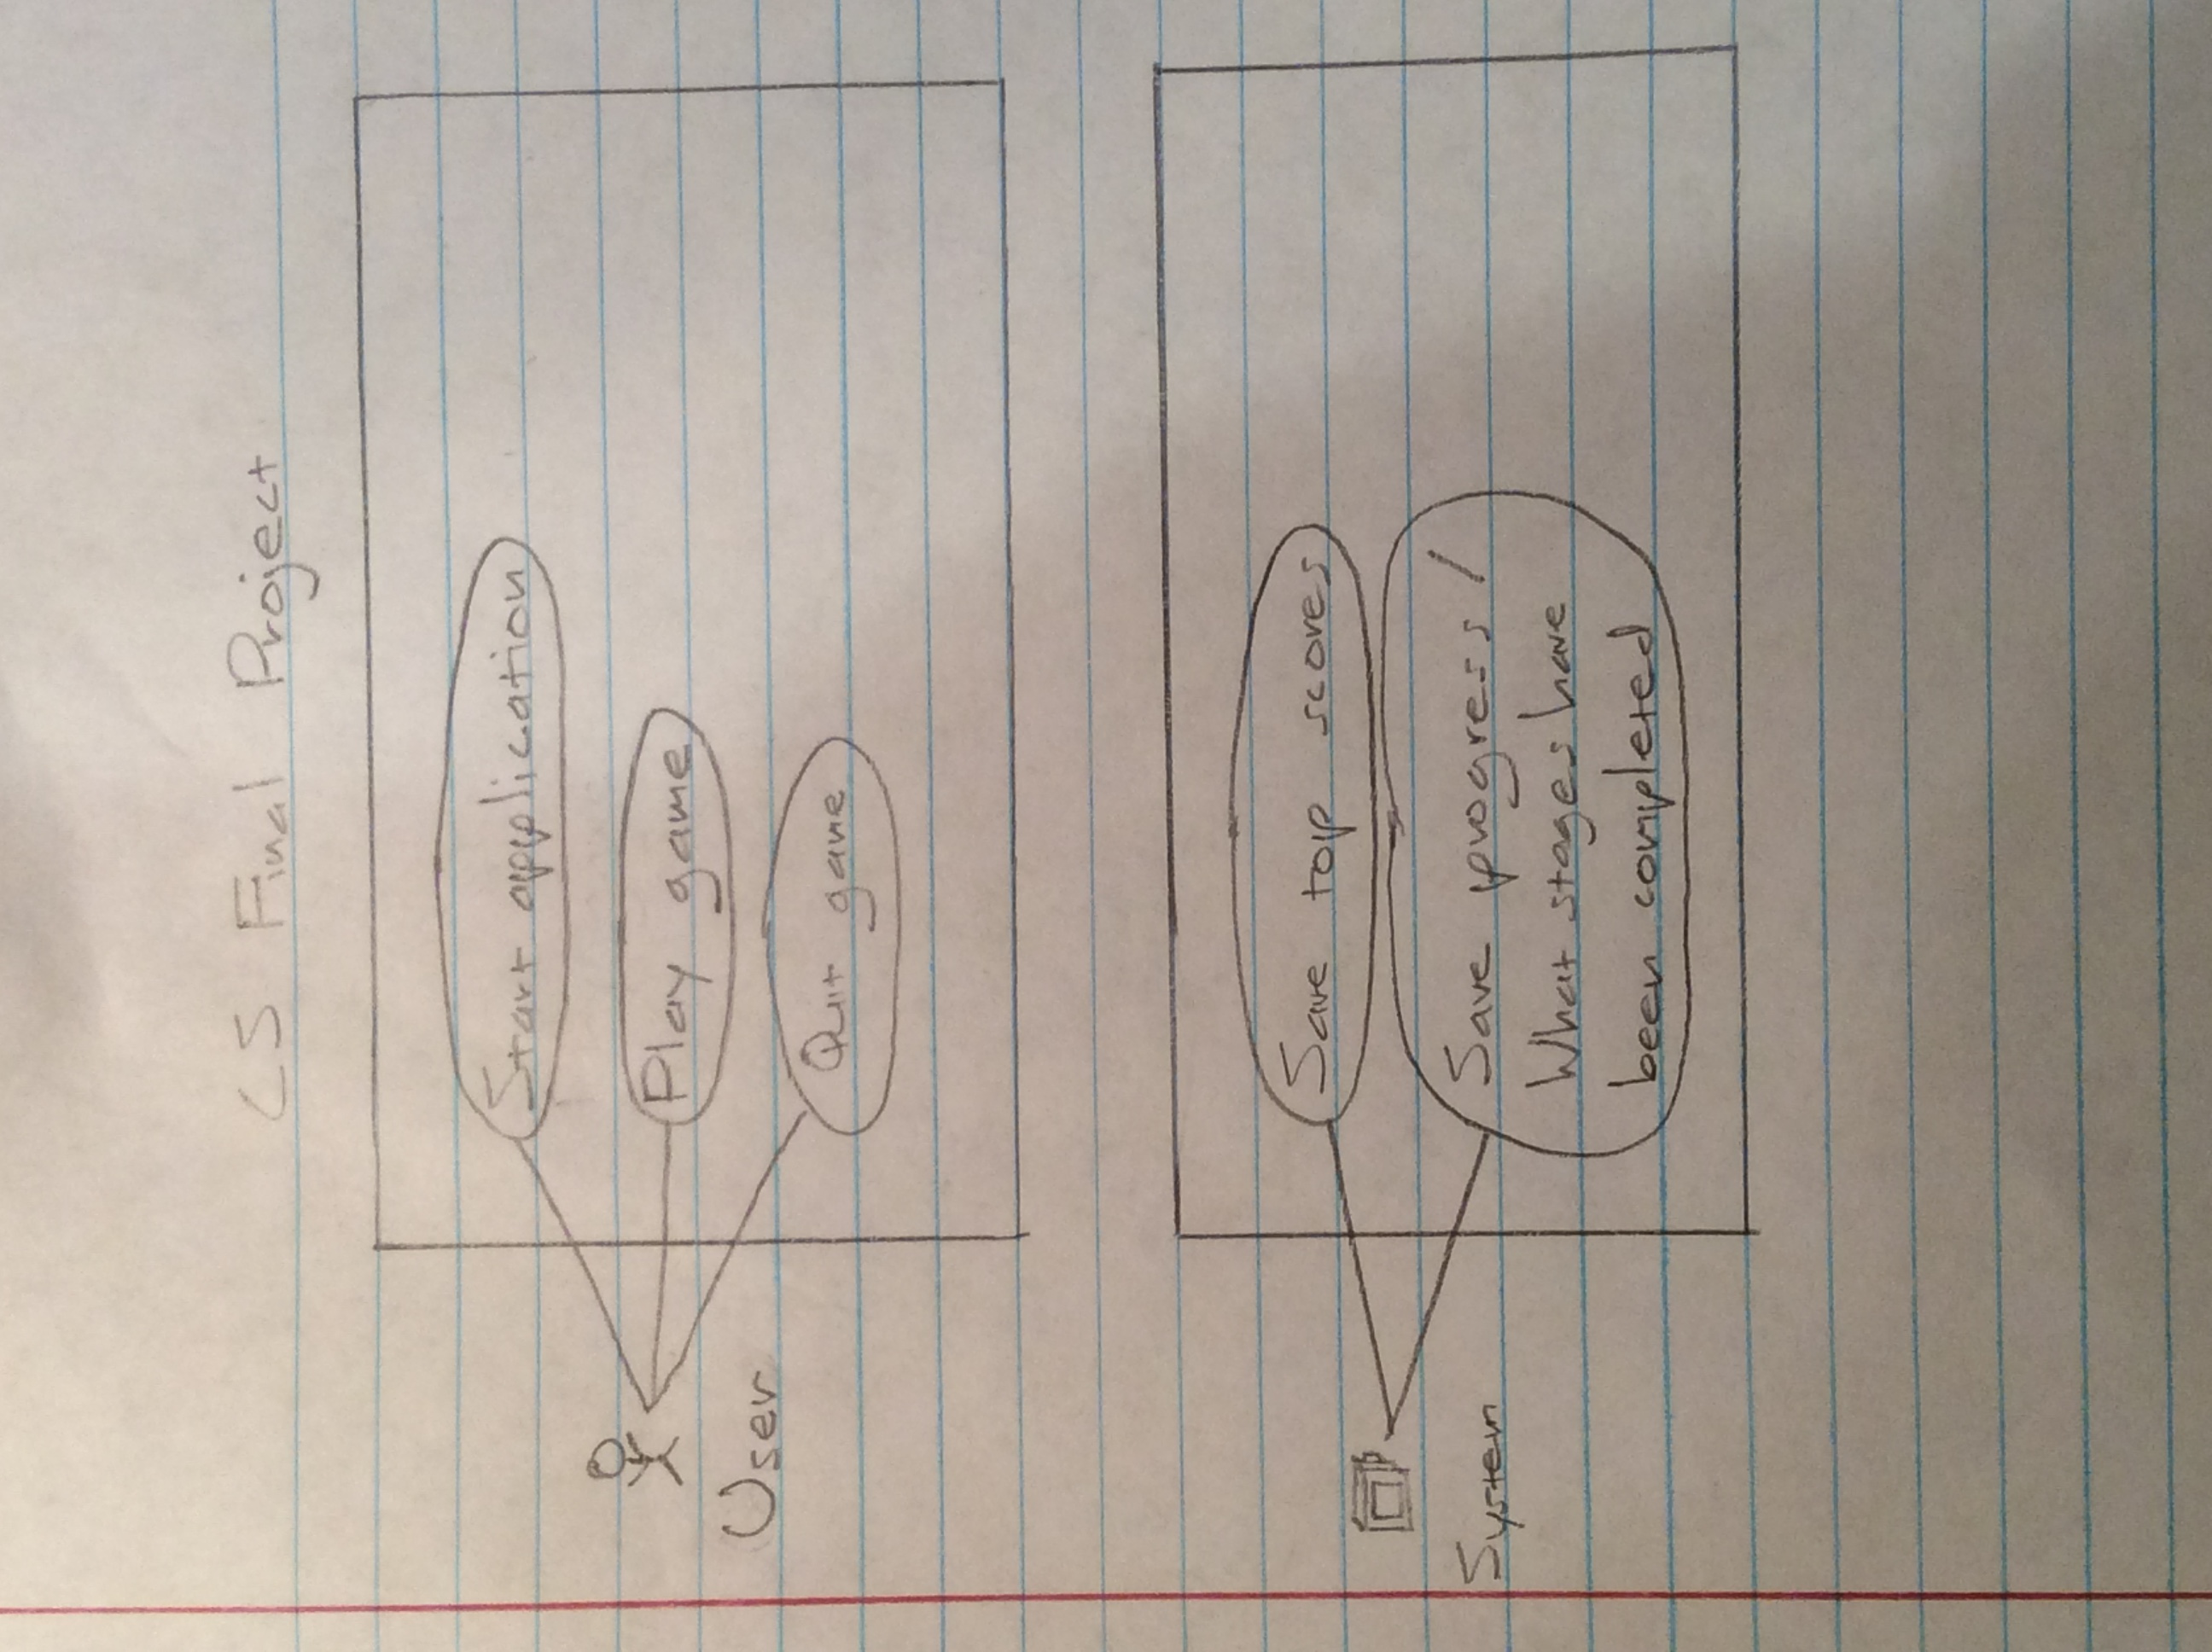 CS Final Project
Start application
Play game
User
Quit game
Save top scores
System
Save progress /
What stages have
been completed